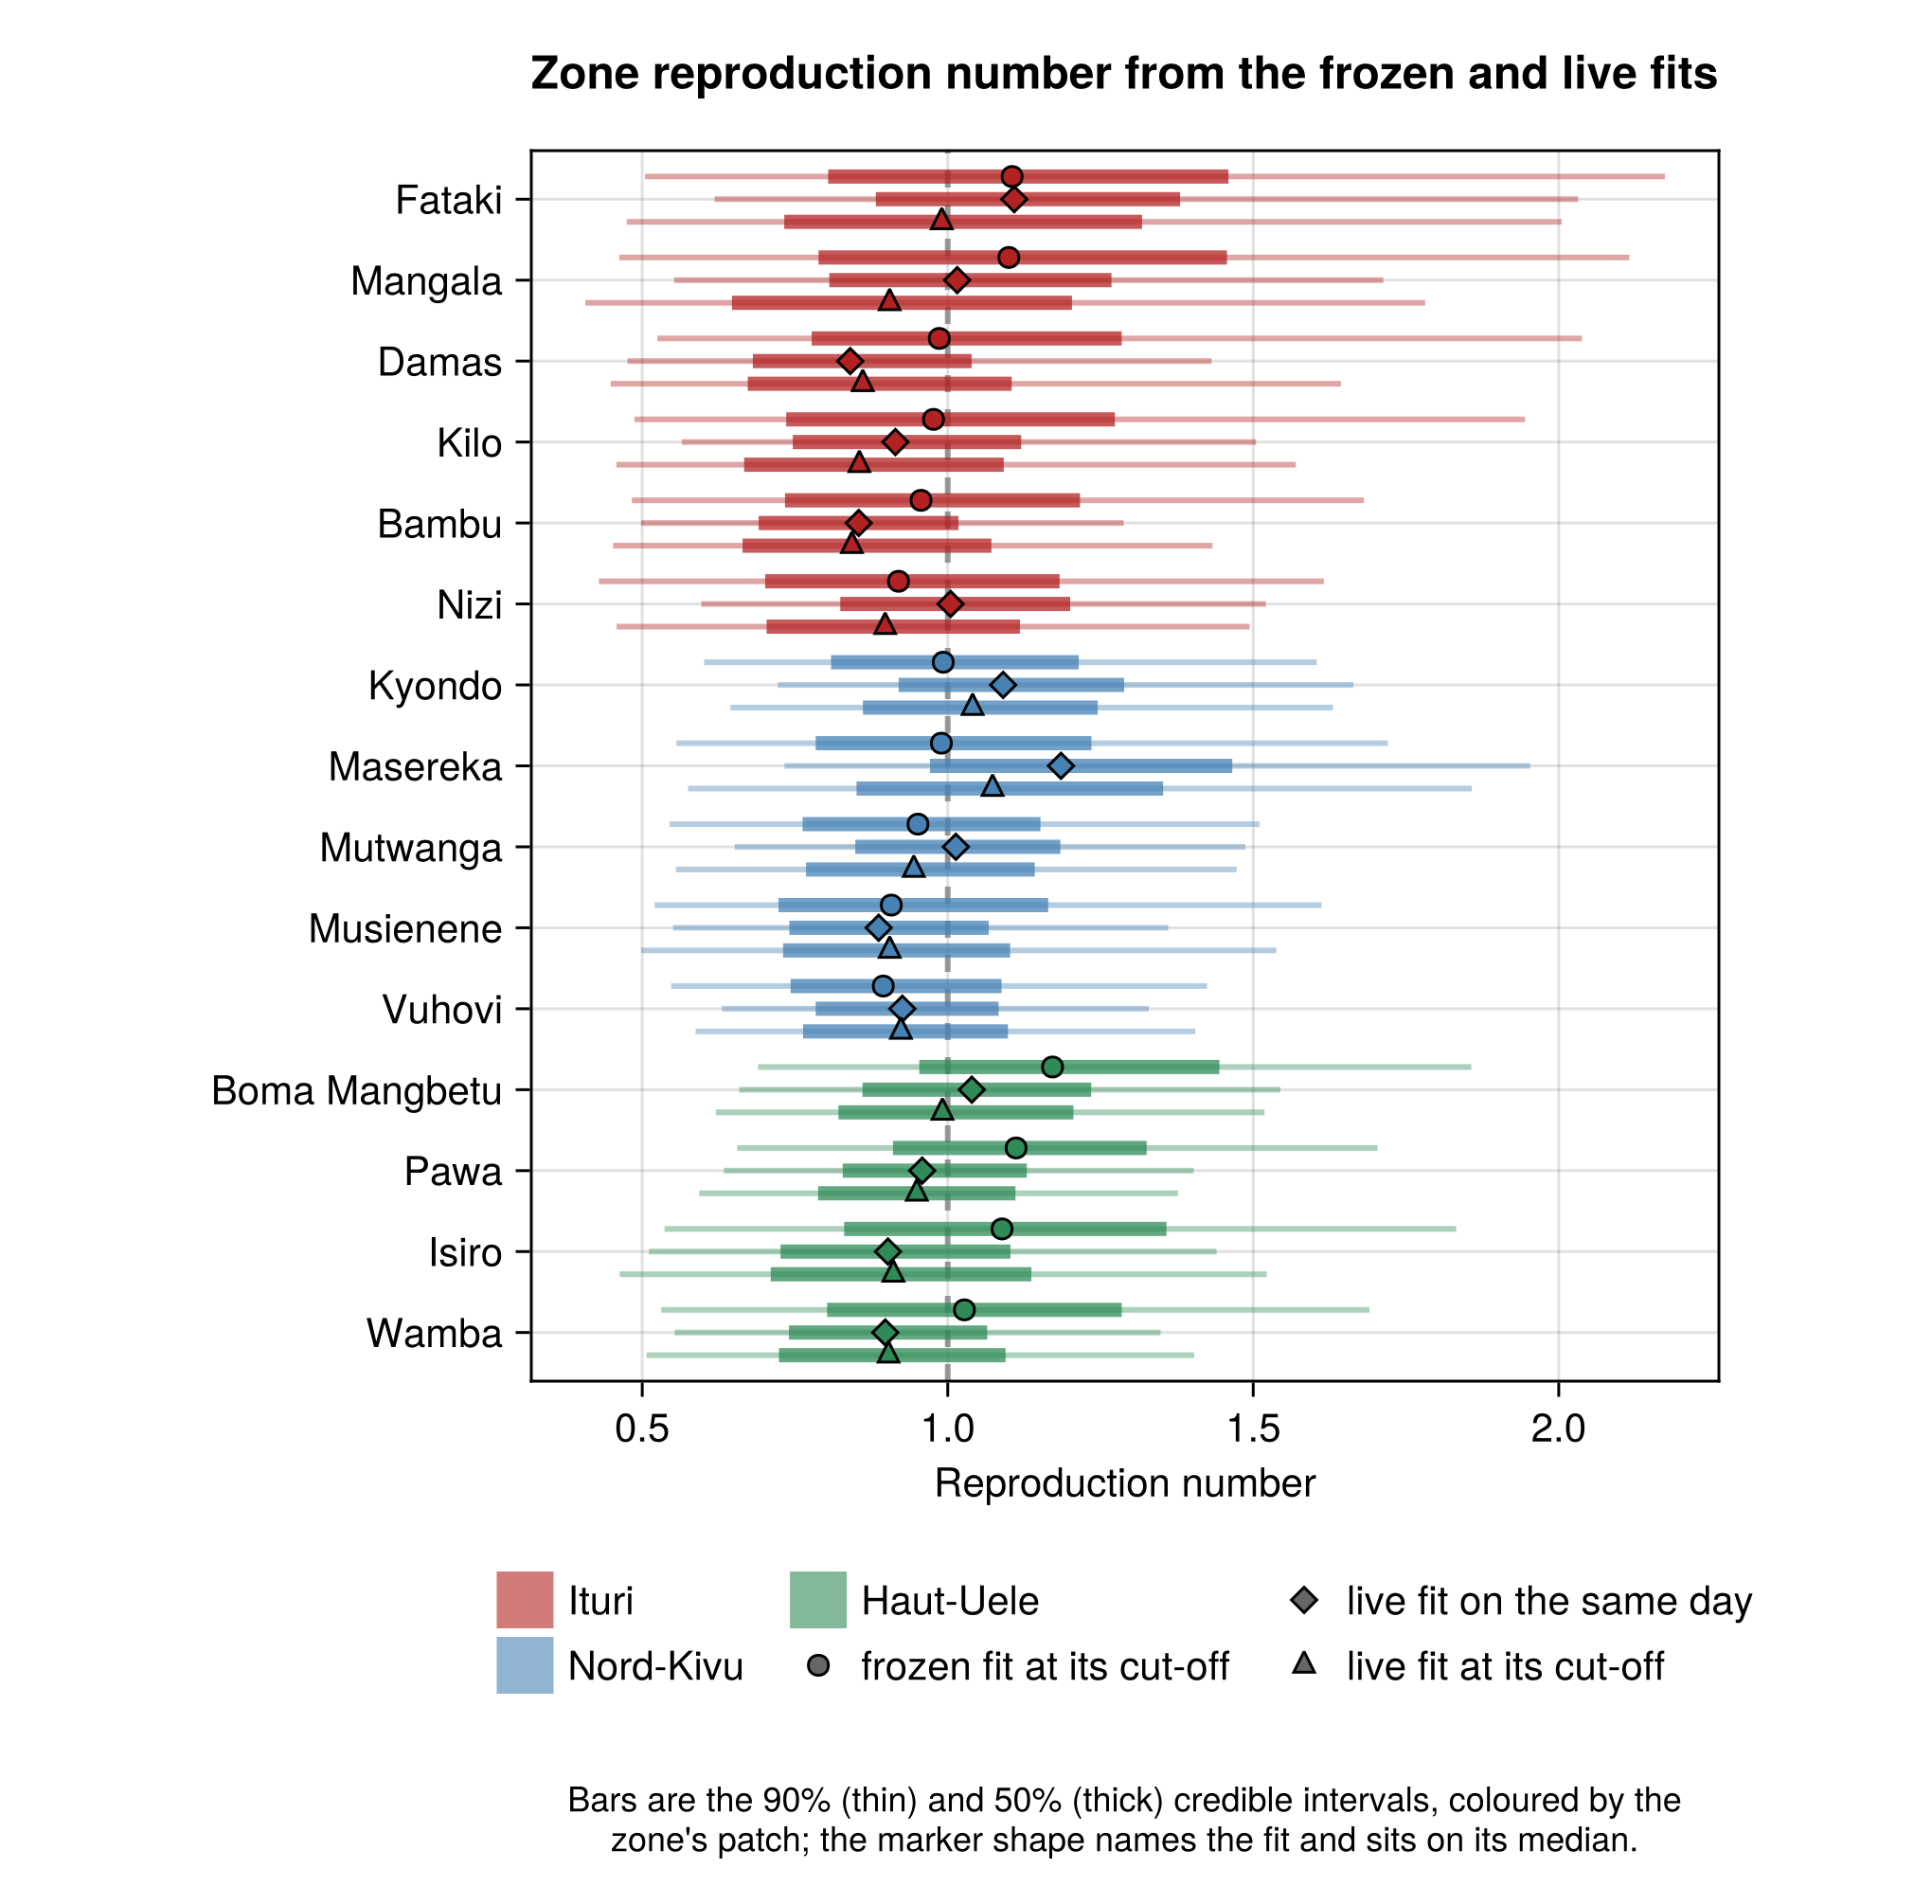 Zone reproduction number from the frozen and live fits
Fataki
Mangala
Damas
Kilo
Bambu
Nizi
Kyondo
Masereka
Mutwanga
Musienene
Vuhovi
Boma Mangbetu
Pawa
Isiro
Wamba
0.5 1.0 1.5 2.0
Reproduction number
Ituri Haut-Uele live fit on the same day
Nord-Kivu frozen fit at its cut-off live fit at its cut-off
Bars are the 90% (thin) and 50% (thick) credible intervals, coloured by the
zone's patch; the marker shape names the fit and sits on its median.